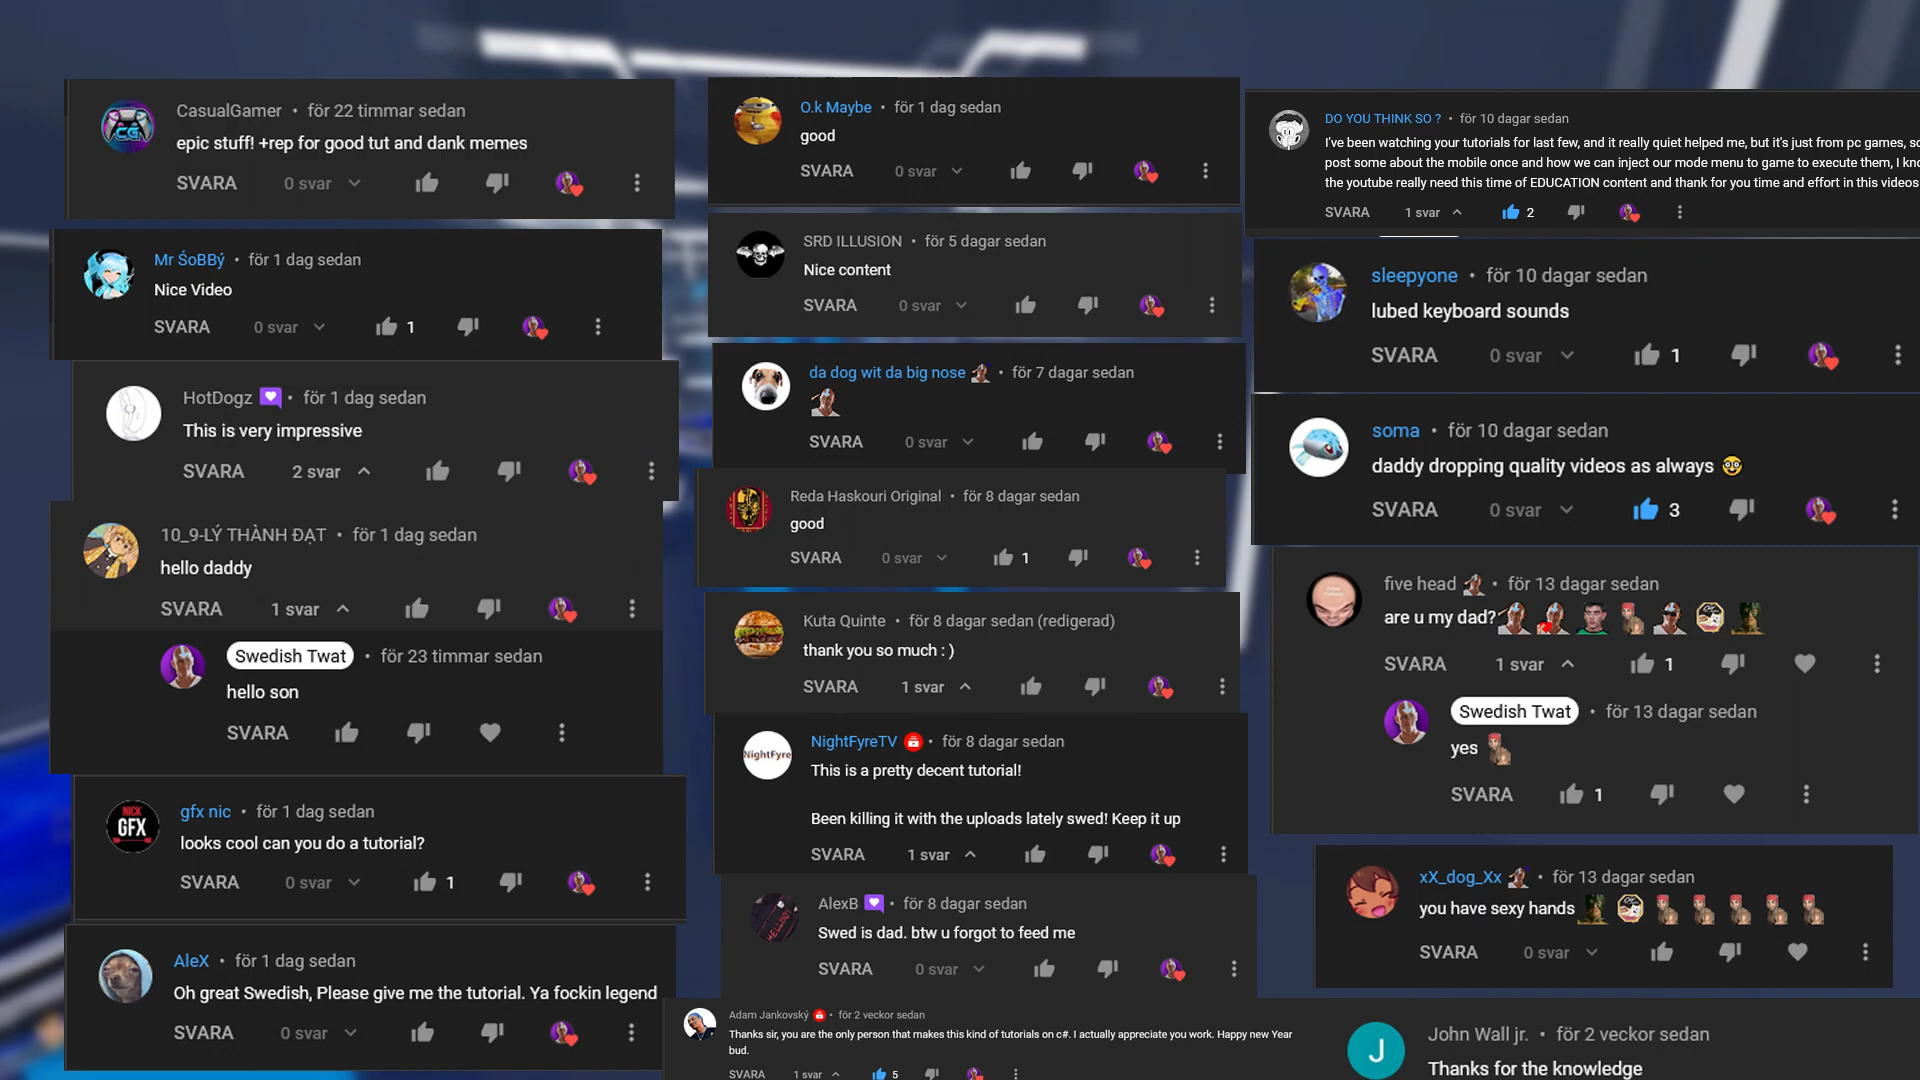 CasualGamer • för 22 timmar sedan
epic stuff! +rep for good tut and dank memes
SVARA 0 svar
Mr ŚoBBý • för 1 dag sedan
Nice Video
SVARA 0 svar 1
HotDogz • för 1 dag sedan
This is very impressive
SVARA 2 svar
10_9-LÝ THÀNH ĐẠT • för 1 dag sedan
hello daddy
SVARA 1 svar
Swedish Twat • för 23 timmar sedan
hello son
SVARA
NICK
GFX
gfx nic • för 1 dag sedan
looks cool can you do a tutorial?
SVARA 0 svar 1
AleX • för 1 dag sedan
Oh great Swedish, Please give me the tutorial. Ya fockin legend
SVARA 0 svar
O.k Maybe • för 1 dag sedan
good
SVARA 0 svar
SRD ILLUSION • för 5 dagar sedan
Nice content
SVARA 0 svar
da dog wit da big nose • för 7 dagar sedan
SVARA 0 svar
Reda Haskouri Original • för 8 dagar sedan
good
SVARA 0 svar 1
Kuta Quinte • för 8 dagar sedan (redigerad)
thank you so much : )
SVARA 1 svar
NightFyre
NightFyreTV • för 8 dagar sedan
This is a pretty decent tutorial!
Been killing it with the uploads lately swed! Keep it up
SVARA 1 svar
AlexB • för 8 dagar sedan
Swed is dad. btw u forgot to feed me
SVARA 0 svar
Adam Jankovský • för 2 veckor sedan
Thanks sir, you are the only person that makes this kind of tutorials on c#. I actually appreciate you work. Happy new Year
bud.
SVARA 1 svar 5
DO YOU THINK SO ? • för 10 dagar sedan
I've been watching your tutorials for last few, and it really quiet helped me, but it's just from pc games, so
post some about the mobile once and how we can inject our mode menu to game to execute them, I kno
the youtube really need this time of EDUCATION content and thank for you time and effort in this videos
SVARA 1 svar 2
sleepyone • för 10 dagar sedan
lubed keyboard sounds
SVARA 0 svar 1
soma • för 10 dagar sedan
daddy dropping quality videos as always 🥸
SVARA 0 svar 3
five head • för 13 dagar sedan
are u my dad?
SVARA 1 svar 1
Swedish Twat • för 13 dagar sedan
yes
SVARA 1
xX_dog_Xx • för 13 dagar sedan
you have sexy hands
SVARA 0 svar
J
John Wall jr. • för 2 veckor sedan
Thanks for the knowledge